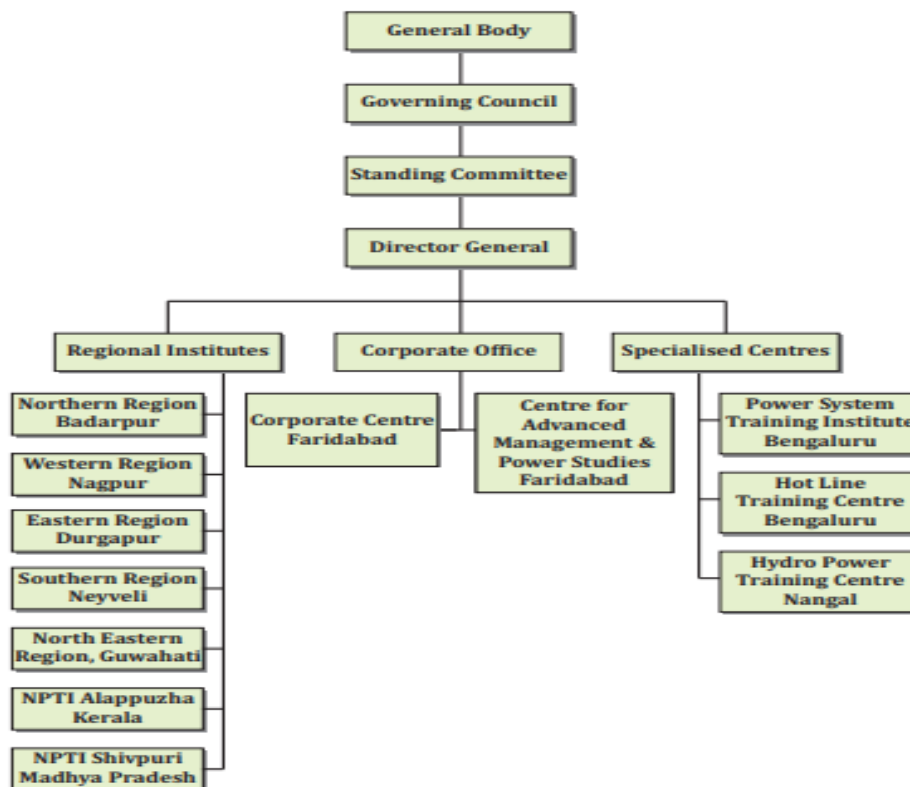 General Body
Governing Council
Standing Committee
Director General
Regional Institutes
Corporate Office
Specialised Centres
Northern Region
Badarpur
Western Region
Nagpur
Eastern Region
Durgapur
Southern Region
Neyveli
North Eastern
Region, Guwahati
NPTI Alappuzha
Kerala
NPTI Shivpuri
Madhya Pradesh
Corporate Centre
Faridabad
Centre for
Advanced
Management &
Power Studies
Faridabad
Power System
Training Institute
Bengaluru
Hot Line
Training Centre
Bengaluru
Hydro Power
Training Centre
Nangal